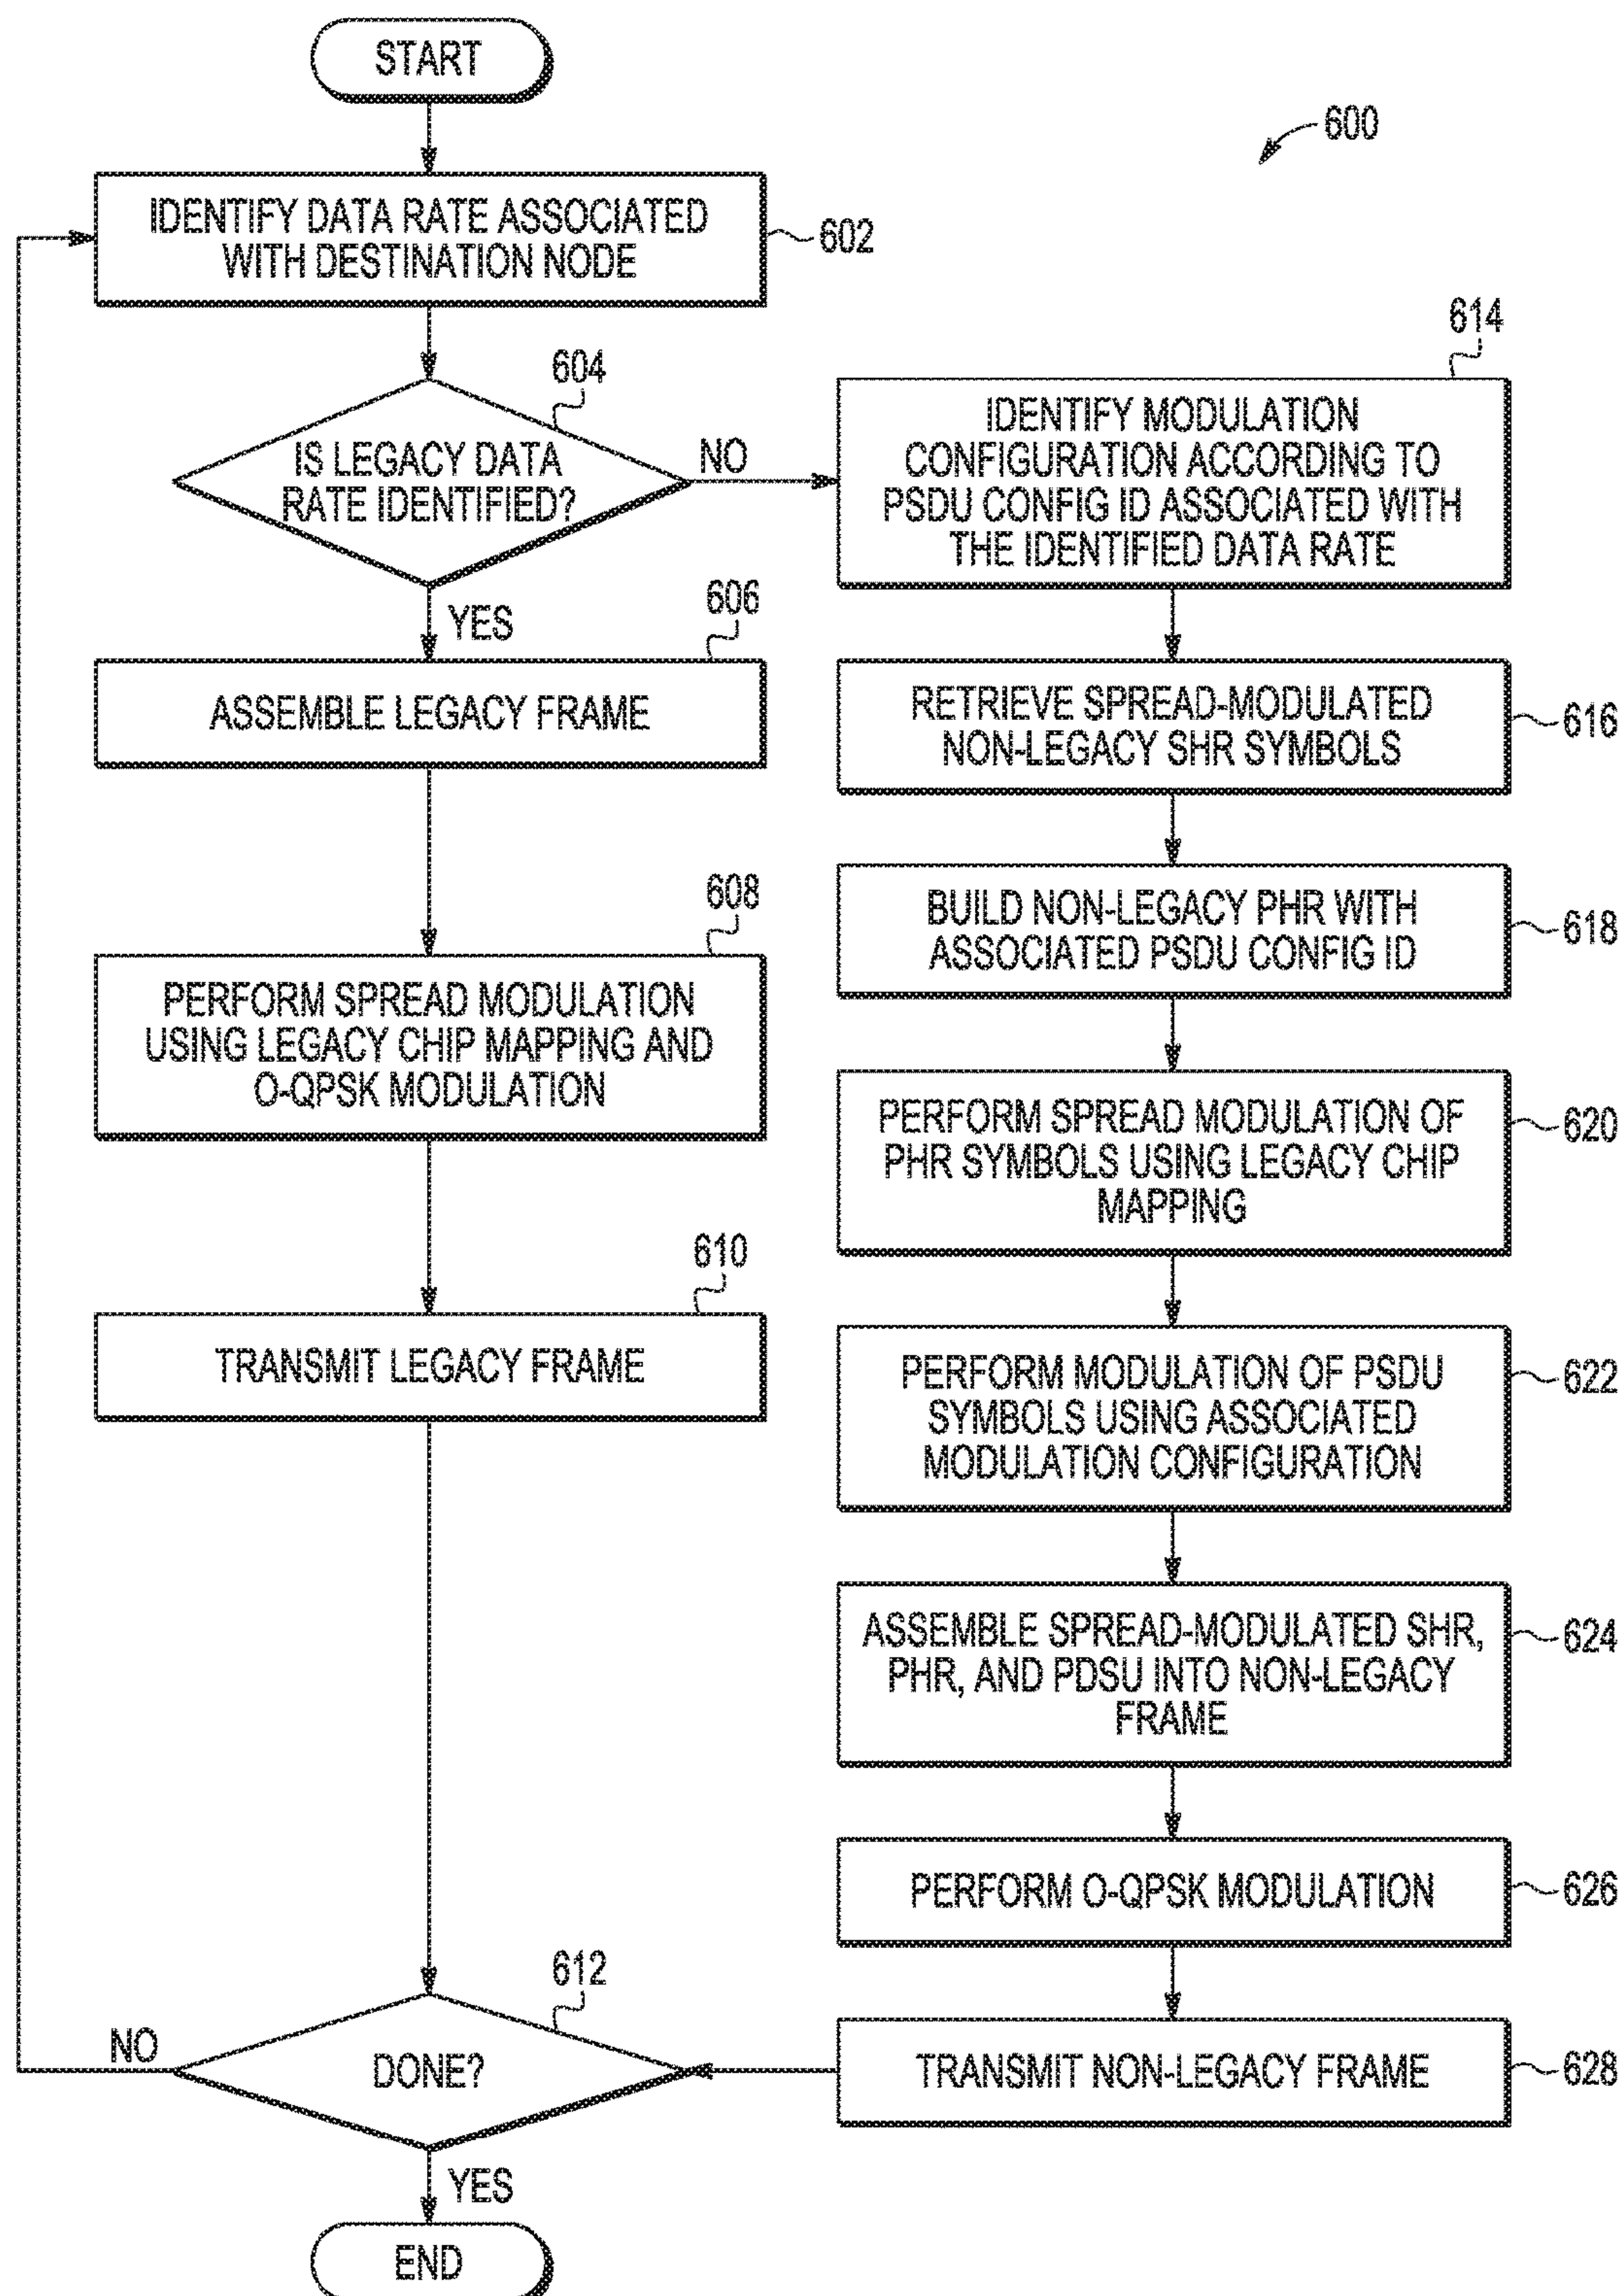 START
600
IDENTIFY DATA RATE ASSOCIATED
WITH DESTINATION NODE
602
604
IS LEGACY DATA
RATE IDENTIFIED?
NO
YES
606
ASSEMBLE LEGACY FRAME
608
PERFORM SPREAD MODULATION
USING LEGACY CHIP MAPPING AND
O-QPSK MODULATION
610
TRANSMIT LEGACY FRAME
612
DONE?
NO
YES
END
614
IDENTIFY MODULATION
CONFIGURATION ACCORDING TO
PSDU CONFIG ID ASSOCIATED WITH
THE IDENTIFIED DATA RATE
RETRIEVE SPREAD-MODULATED
NON-LEGACY SHR SYMBOLS
616
BUILD NON-LEGACY PHR WITH
ASSOCIATED PSDU CONFIG ID
618
PERFORM SPREAD MODULATION OF
PHR SYMBOLS USING LEGACY CHIP
MAPPING
620
PERFORM MODULATION OF PSDU
SYMBOLS USING ASSOCIATED
MODULATION CONFIGURATION
622
ASSEMBLE SPREAD-MODULATED SHR,
PHR, AND PDSU INTO NON-LEGACY
FRAME
624
PERFORM O-QPSK MODULATION
626
TRANSMIT NON-LEGACY FRAME
628